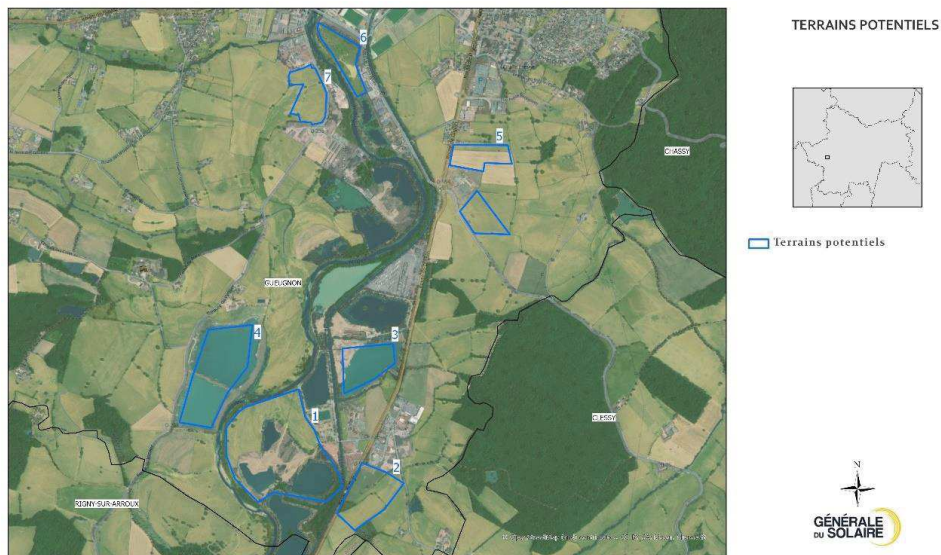 TERRAINS POTENTIELS
6
7
5
CHASSY
Terrains potentiels
GUEUGNON
4
3
1
CLESSY
2
RIGNY-SUR-ARROUX
N
GÉNÉRALE
DU SOLAIRE